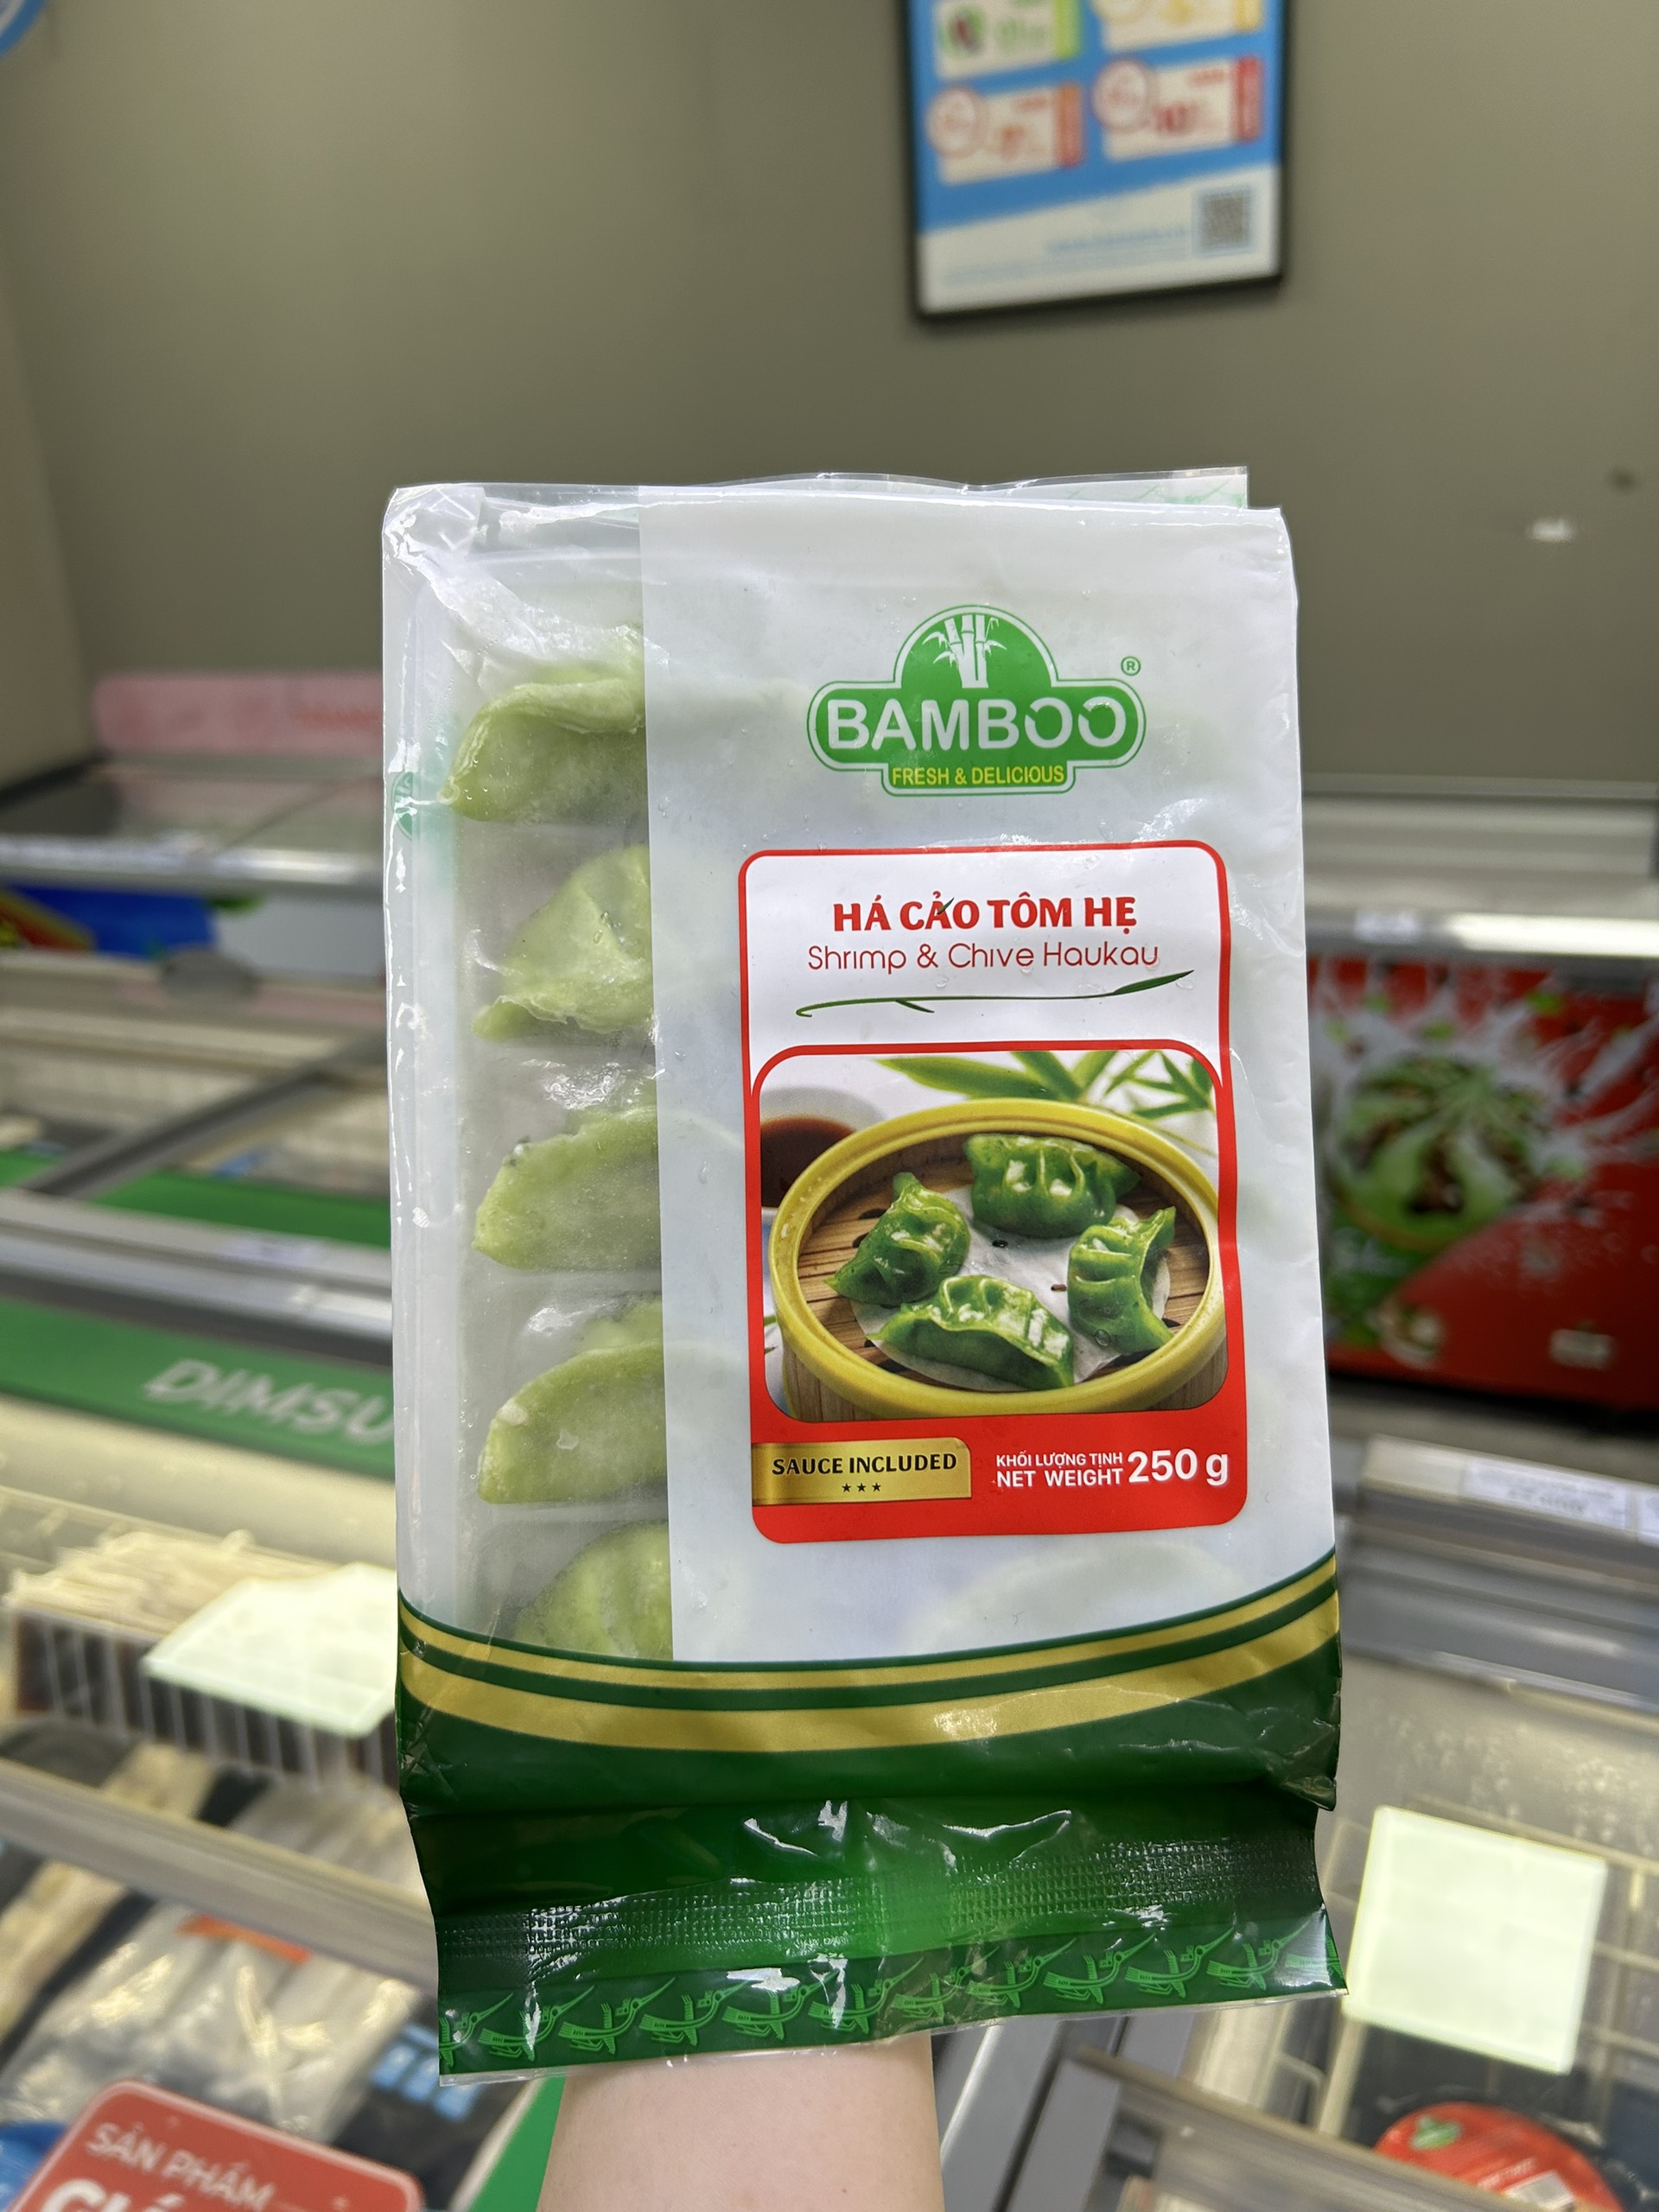 BAMBOO
®
FRESH & DELICIOUS
HÁ CẢO TÔM HẸ
Shrimp & Chive Haukau
SAUCE INCLUDED
KHỐI LƯỢNG TỊNH
NET WEIGHT 250 g
SẢN PHẨM